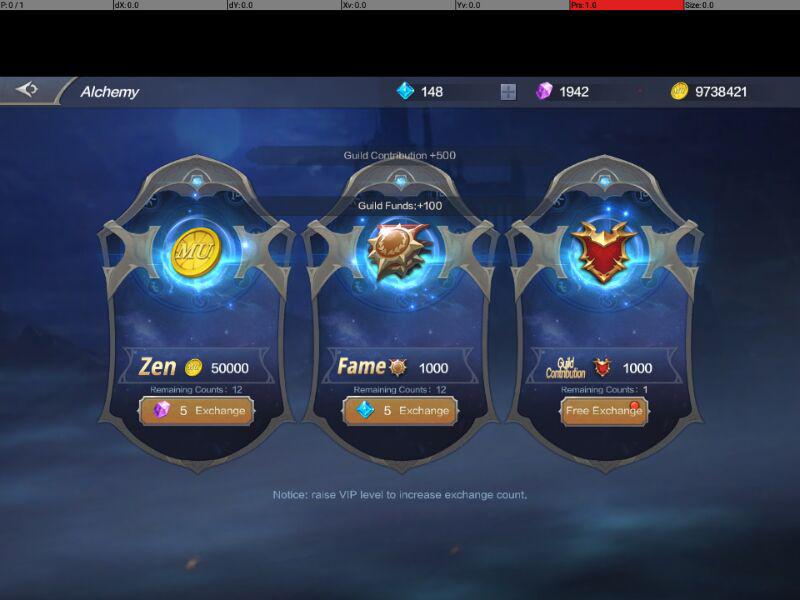 P: 0 / 1 dX: 0.0 dY: 0.0 Xv: 0.0 Yv: 0.0 Prs: 1.0 Size: 0.0
Alchemy 148 1942 9738421
Guild Contribution +500
Guild Funds:+100
MU
Zen 50000
Remaining Counts: 12
5 Exchange
Fame 1000
Remaining Counts: 12
5 Exchange
Guild Contribution 1000
Remaining Counts: 1
Free Exchange
Notice: raise VIP level to increase exchange count.